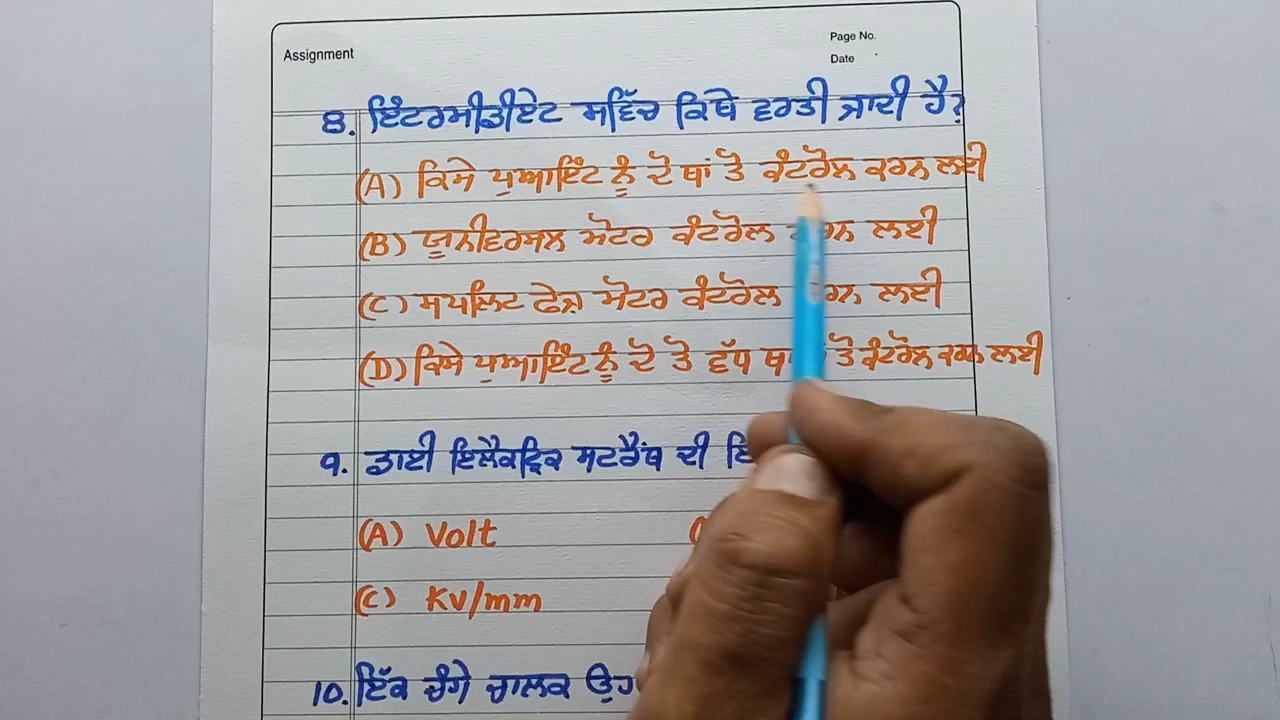 Assignment
Page No.
Date
8. ਇੰਟਰਮੀਡੀਏਟ ਸਵਿੱਚ ਕਿਥੇ ਵਰਤੀ ਜਾਦੀ ਹੈ?
(A) ਕਿਸੇ ਪੁਆਇੰਟ ਨੂੰ ਦੋ ਥਾਂ ਤੋ ਕੰਟਰੋਲ ਕਰਨ ਲਈ
(B) ਯੂਨੀਵਰਸਲ ਮੋਟਰ ਕੰਟਰੋਲ ਲਈ
(C) ਸਪਲਿਟ ਫੇਜ਼ ਮੋਟਰ ਕੰਟਰੋਲ ਲਈ
(D) ਕਿਸੇ ਪੁਆਇੰਟ ਨੂੰ ਦੋ ਤੋ ਵੱਧ ਤੋ ਕੰਟਰੋਲ ਕਰਨ ਲਈ
9. ਡਾਈ ਇਲੈਕਟ੍ਰਿਕ ਸਟਰੈਂਥ ਦੀ
(A) Volt
(C) KV/mm
10. ਇੱਕ ਚੰਗੇ ਚਾਲਕ